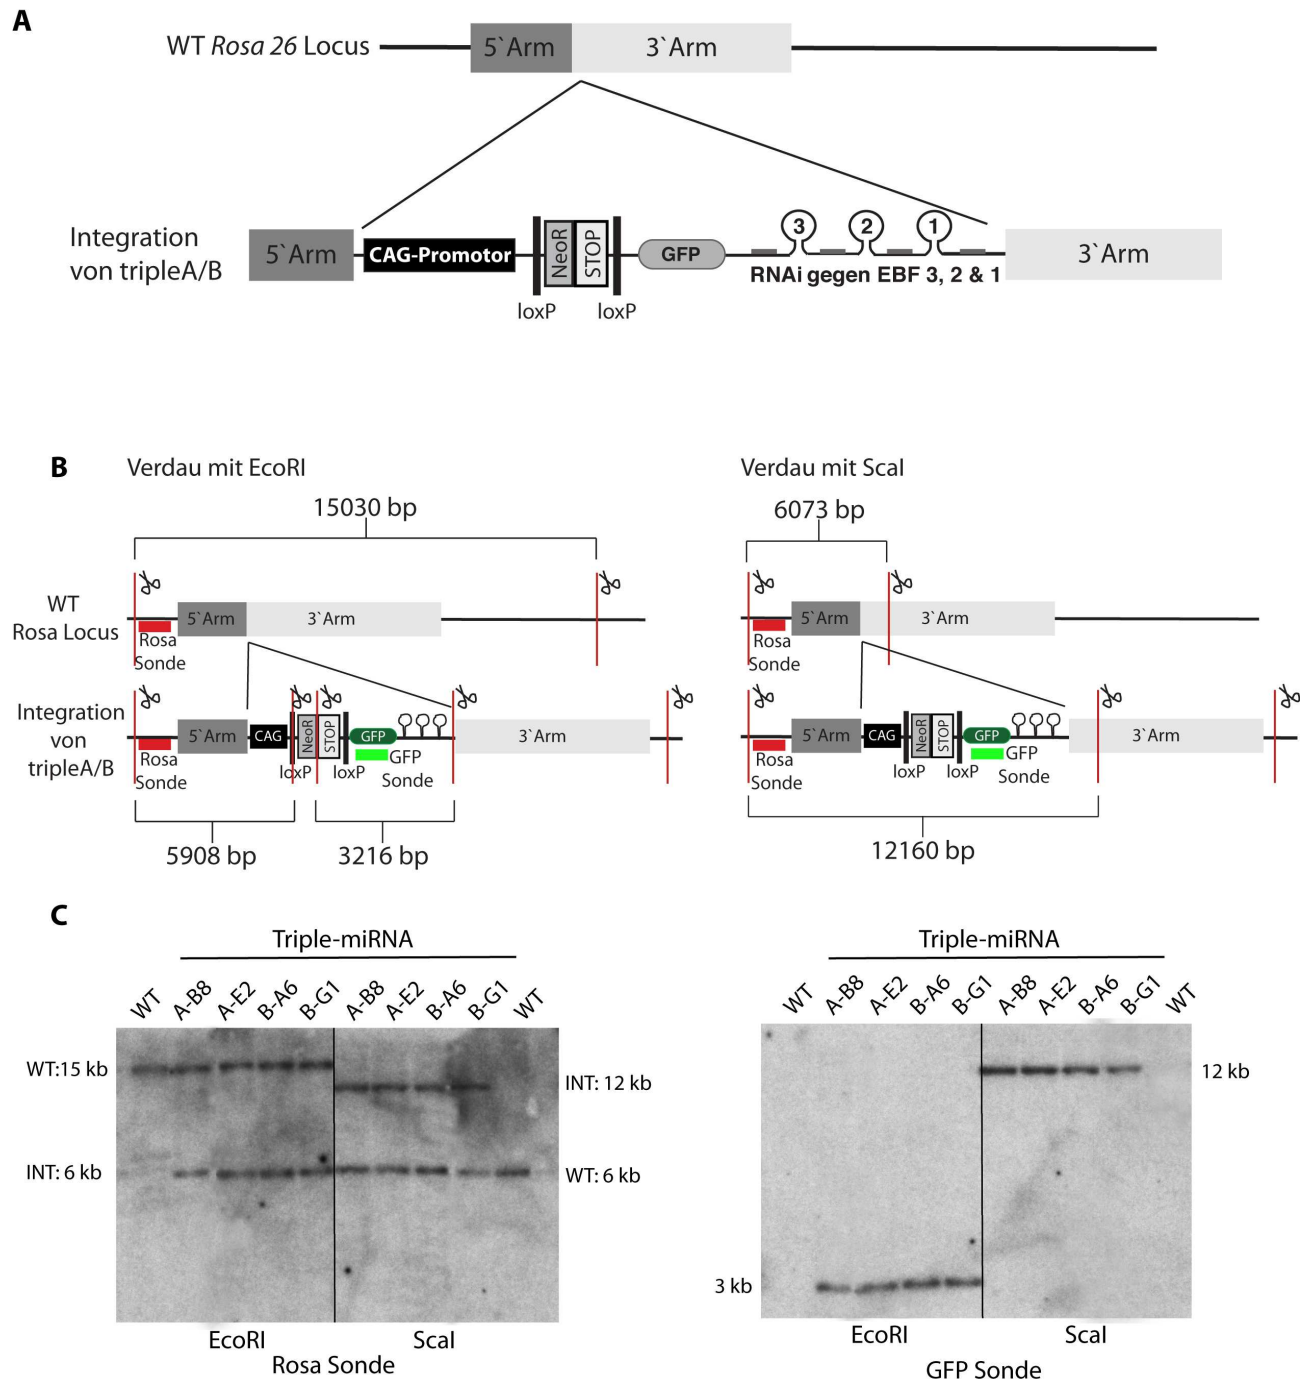 A
WT Rosa 26 Locus
5`Arm
3`Arm
Integration
von tripleA/B
5`Arm
CAG-Promotor
NeoR
STOP
GFP
3
2
1
3`Arm
RNAi gegen EBF 3, 2 & 1
loxP
loxP
B
Verdau mit EcoRI
15030 bp
WT
Rosa Locus
5`Arm
3`Arm
Rosa
Sonde
Integration
von
tripleA/B
5`Arm
CAG
NeoR
STOP
GFP
3`Arm
Rosa
Sonde
loxP
loxP
GFP
Sonde
5908 bp
3216 bp
Verdau mit ScaI
6073 bp
5`Arm
3`Arm
Rosa
Sonde
5`Arm
CAG
NeoR
STOP
GFP
3`Arm
Rosa
Sonde
loxP
loxP
GFP
Sonde
12160 bp
C
Triple-miRNA
WT
A-B8
A-E2
B-A6
B-G1
A-B8
A-E2
B-A6
B-G1
WT
WT:15 kb
INT: 12 kb
INT: 6 kb
WT: 6 kb
EcoRI
ScaI
Rosa Sonde
Triple-miRNA
WT
A-B8
A-E2
B-A6
B-G1
A-B8
A-E2
B-A6
B-G1
WT
12 kb
3 kb
EcoRI
ScaI
GFP Sonde